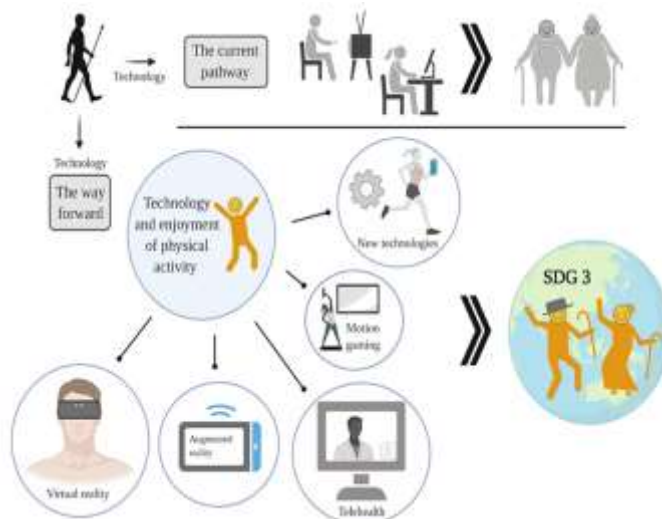 Technology
The current
pathway
Technology
The way
forward
Technology
and enjoyment
of physical
activity
New technologies
Motion
gaming
SDG 3
Virtual reality
Augmented
reality
Telehealth